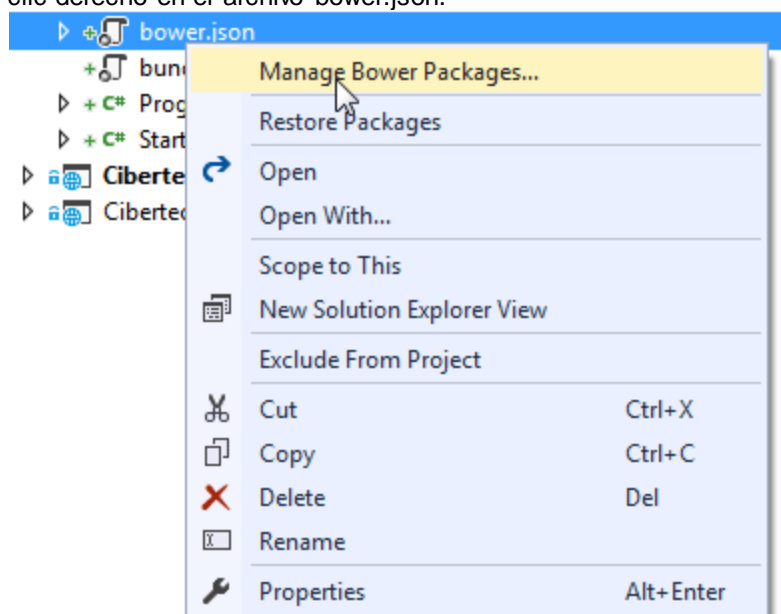 clic derecho en el archivo bower.json.
bower.json
Manage Bower Packages...
Restore Packages
C# Prog
C# Start
Ciberte
Open
Cibertec
Open With...
Scope to This
New Solution Explorer View
Exclude From Project
Cut Ctrl+X
Copy Ctrl+C
Delete Del
Rename
Properties Alt+Enter